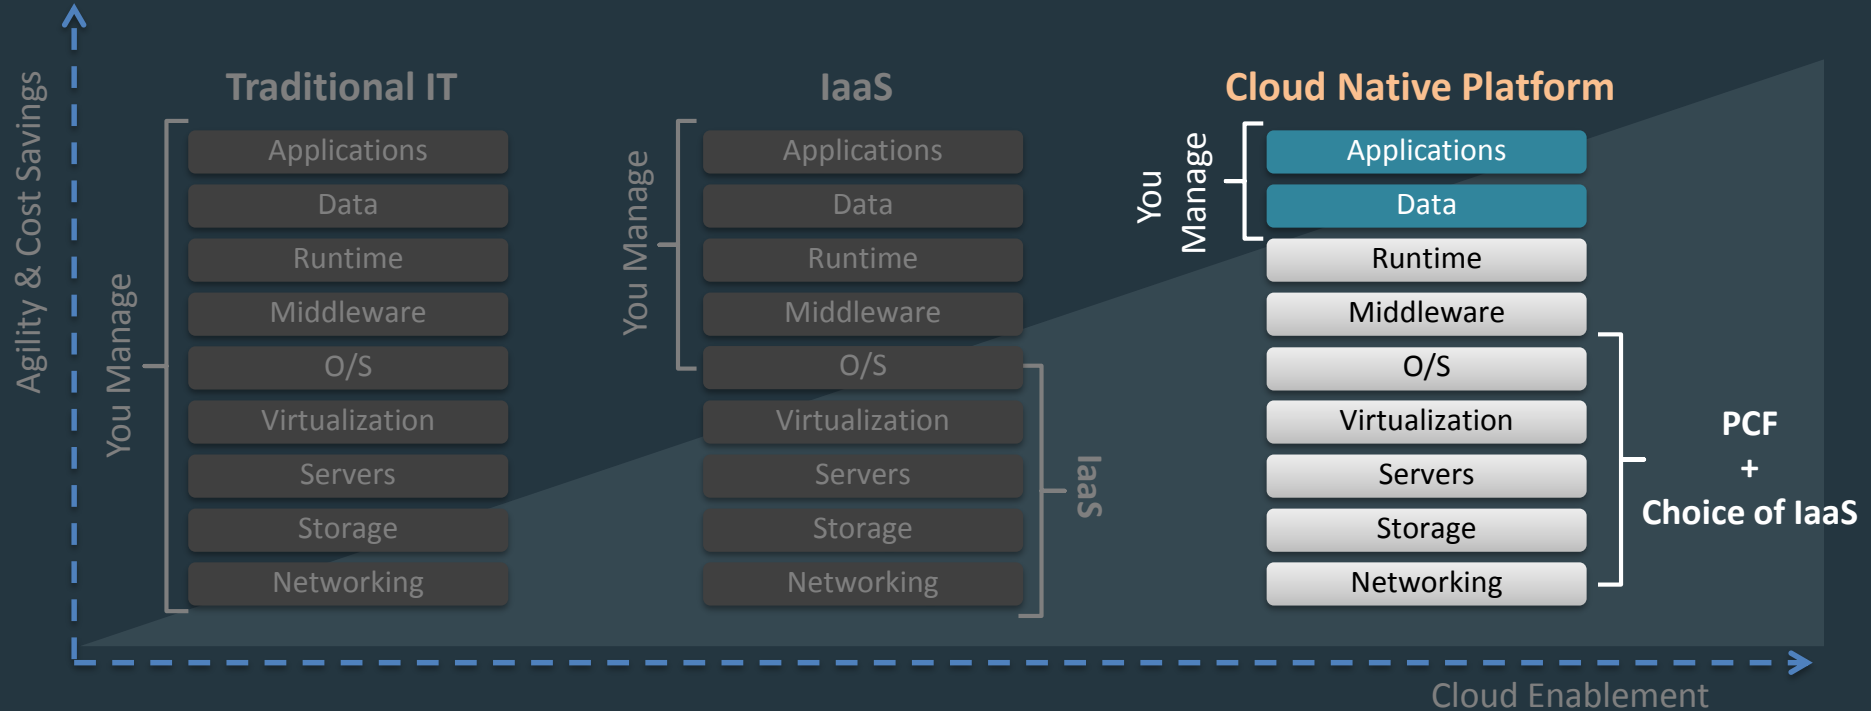 Agility & Cost Savings
Traditional IT
You Manage
Applications
Data
Runtime
Middleware
O/S
Virtualization
Servers
Storage
Networking
IaaS
You Manage
Applications
Data
Runtime
Middleware
O/S
Virtualization
Servers
Storage
Networking
IaaS
Cloud Native Platform
You
Manage
Applications
Data
Runtime
Middleware
O/S
Virtualization
Servers
Storage
Networking
PCF
+
Choice of IaaS
Cloud Enablement